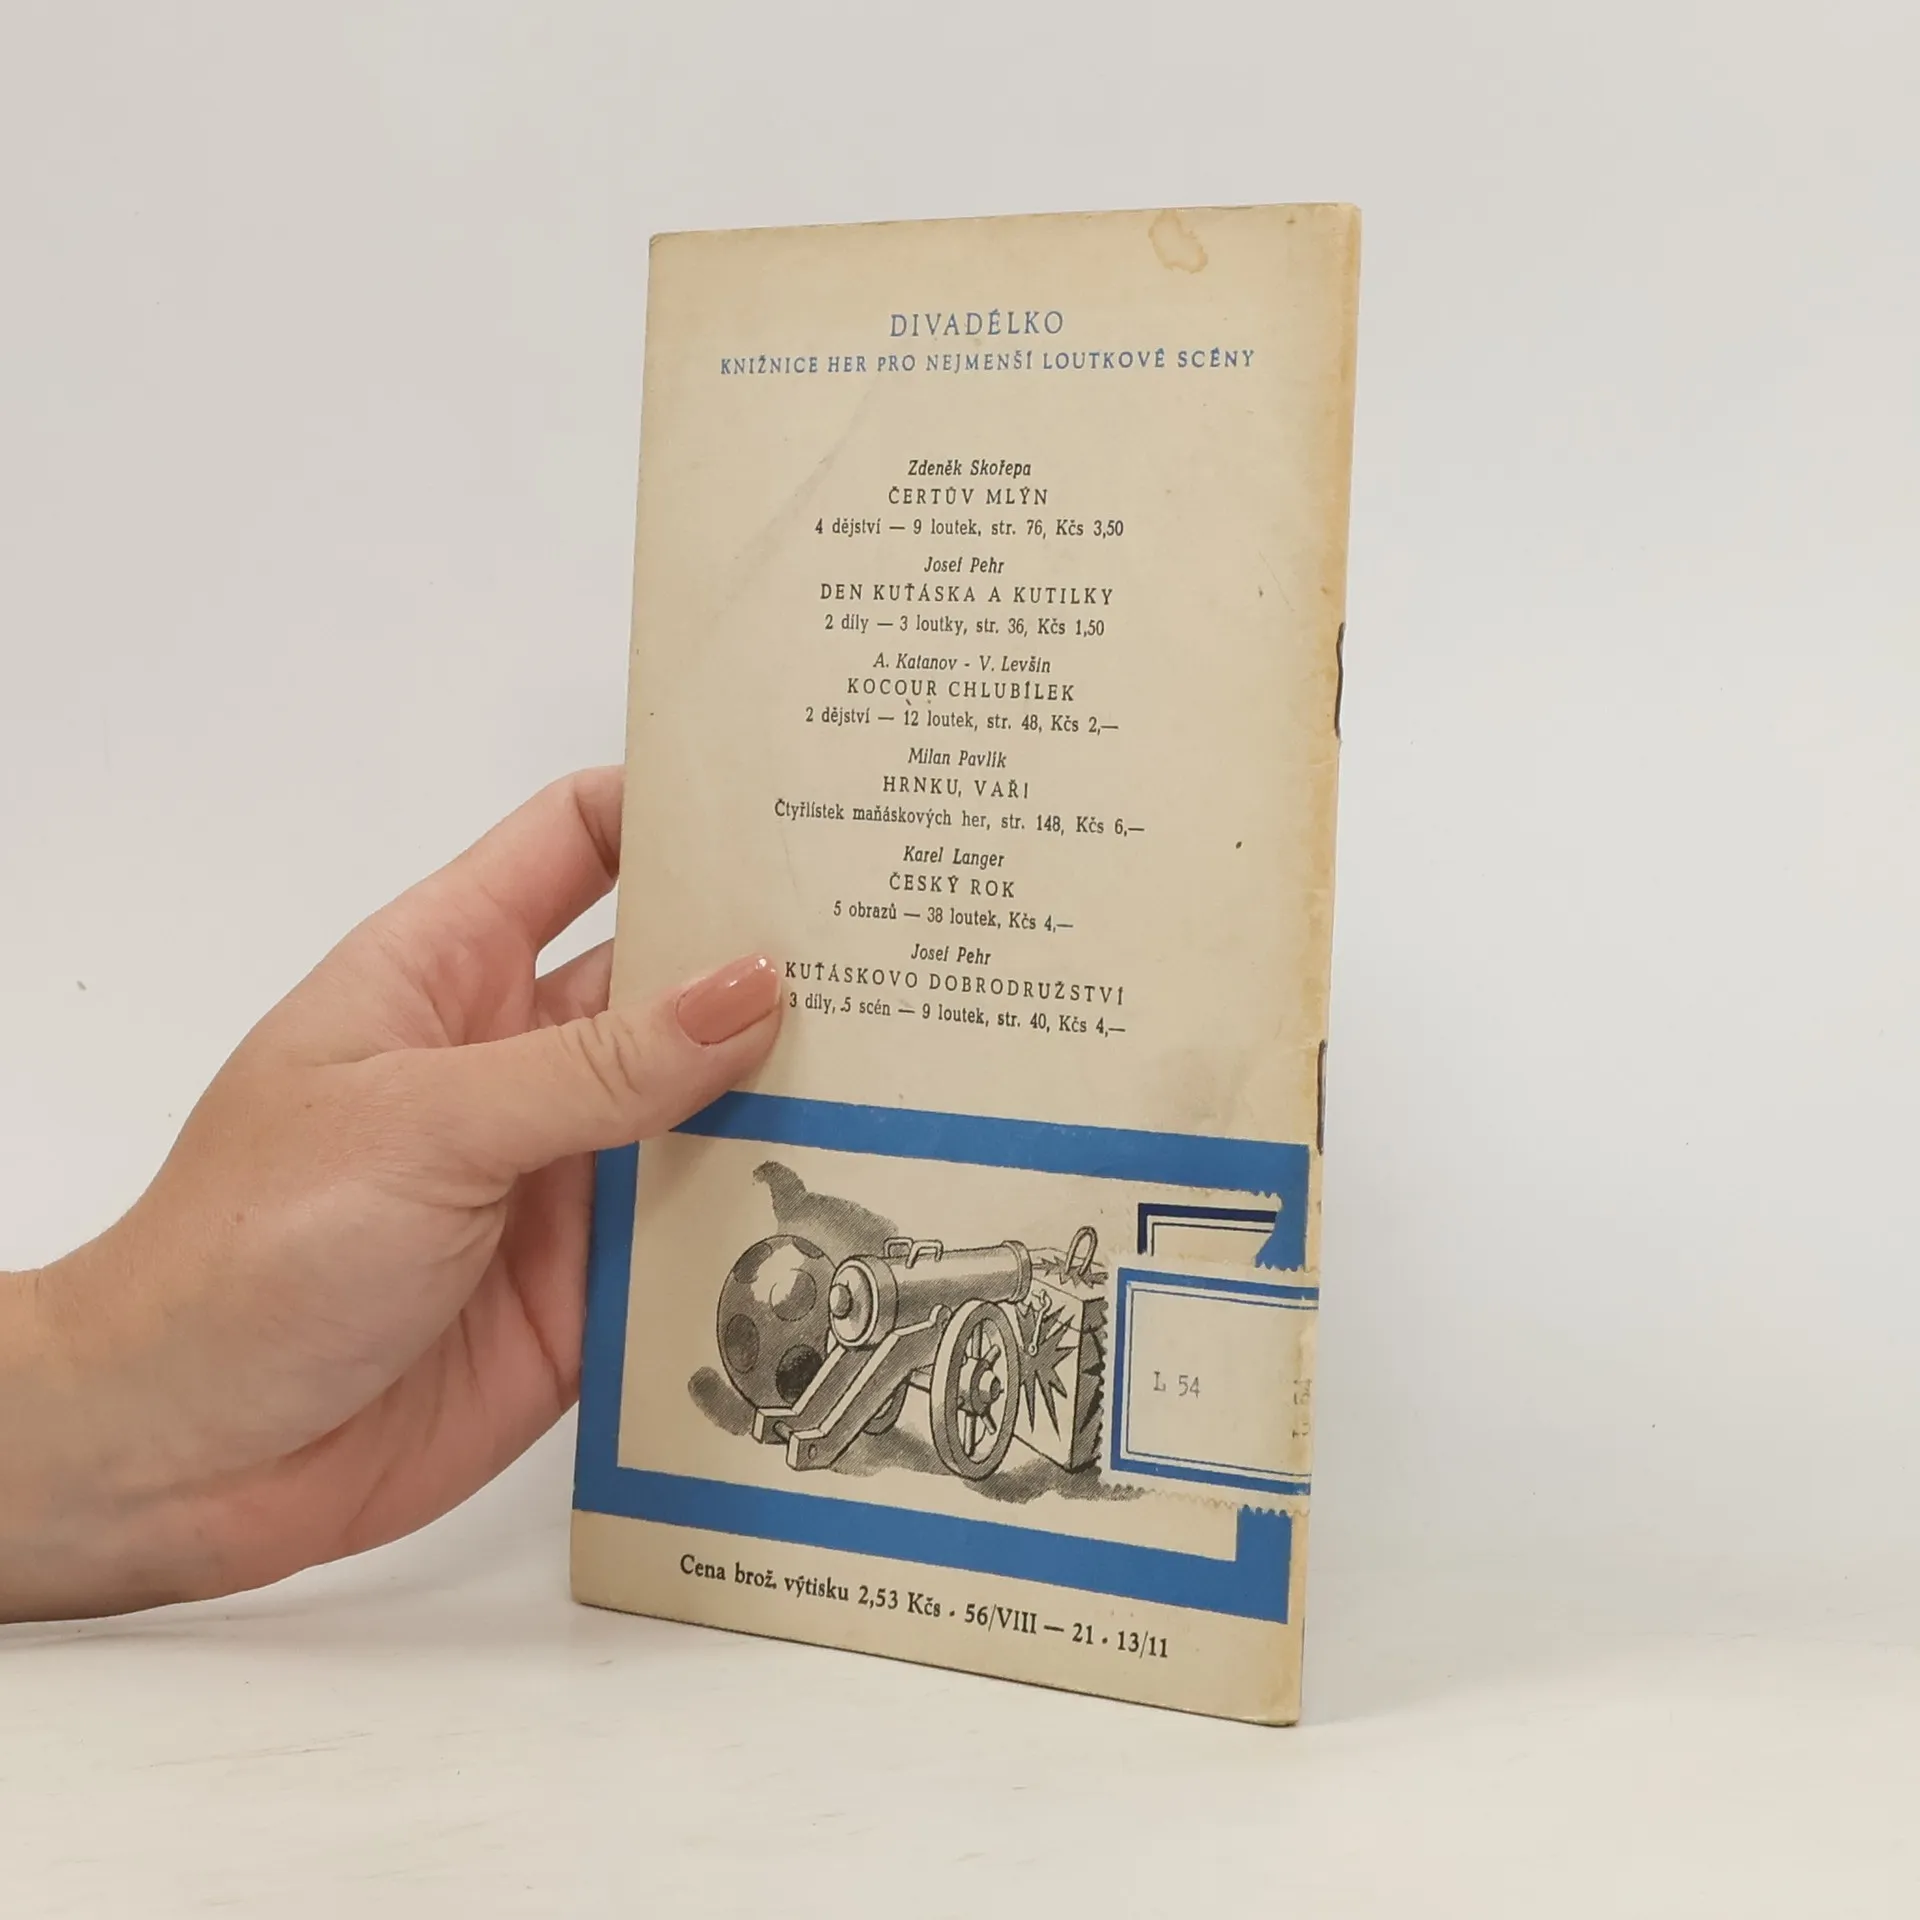 DIVADÉLKO
KNIŽNICE HER PRO NEJMENŠÍ LOUTKOVÉ SCÉNY
Zdeněk Skořepa
ČERTŮV MLÝN
4 dějství — 9 loutek, str. 76, Kčs 3,50
Josef Pehr
DEN KUŤÁSKA A KUTILKY
2 díly — 3 loutky, str. 36, Kčs 1,50
A. Katanov - V. Levšin
KOCOUR CHLUBÍLEK
2 dějství — 12 loutek, str. 48, Kčs 2,—
Milan Pavlík
HRNKU, VAŘ!
Čtyřlístek maňáskových her, str. 148, Kčs 6,—
Karel Langer
ČESKÝ ROK
5 obrazů — 38 loutek, Kčs 4,—
Josef Pehr
KUŤÁSKOVO DOBRODRUŽSTVÍ
3 díly, 5 scén — 9 loutek, str. 40, Kčs 4,—
L 54
Cena brož. výtisku 2,53 Kčs . 56/VIII — 21 . 13/11